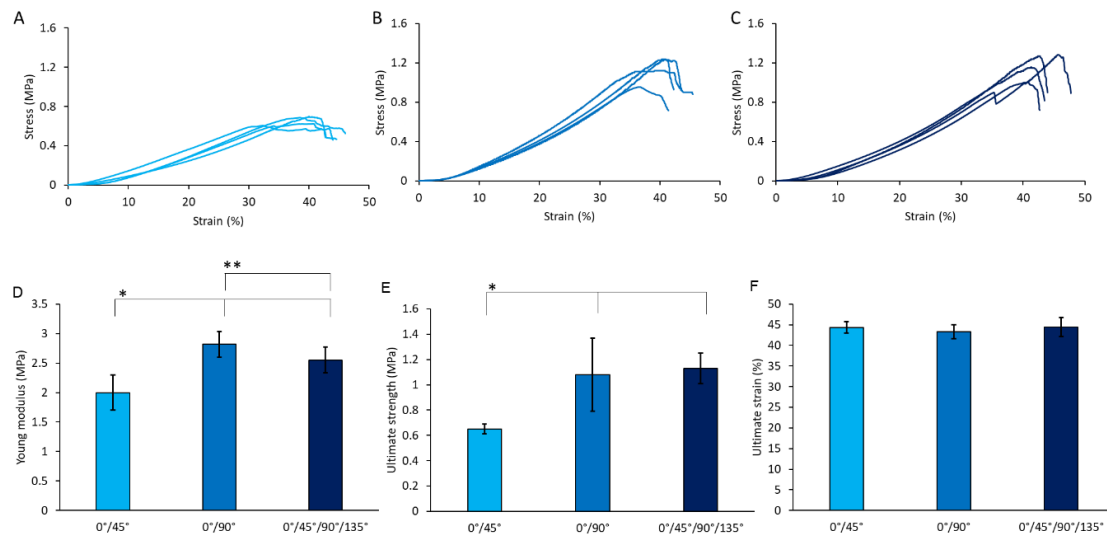 A
Stress (MPa)
1.6
1.2
0.8
0.4
0
0 10 20 30 40 50
Strain (%)
B
Stress (MPa)
1.6
1.2
0.8
0.4
0
0 10 20 30 40 50
Strain (%)
C
Stress (MPa)
1.6
1.2
0.8
0.4
0
0 10 20 30 40 50
Strain (%)
D
Young modulus (MPa)
3.5
3
2.5
2
1.5
1
0.5
0
*
**
0°/45° 0°/90° 0°/45°/90°/135°
E
Ultimate strength (MPa)
1.6
1.4
1.2
1
0.8
0.6
0.4
0.2
0
*
0°/45° 0°/90° 0°/45°/90°/135°
F
Ultimate strain (%)
50
45
40
35
30
25
20
15
10
5
0
0°/45° 0°/90° 0°/45°/90°/135°